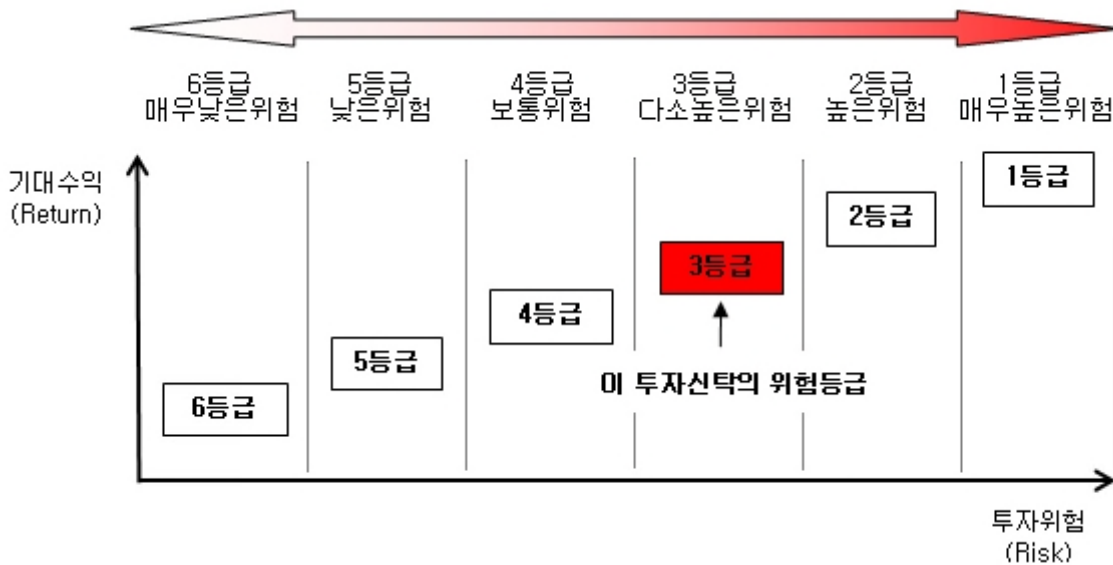 6등급
매우낮은위험
5등급
낮은위험
4등급
보통위험
3등급
다소높은위험
2등급
높은위험
1등급
매우높은위험
기대수익
(Return)
1등급
2등급
3등급
4등급
5등급
이 투자신탁의 위험등급
6등급
투자위험
(Risk)